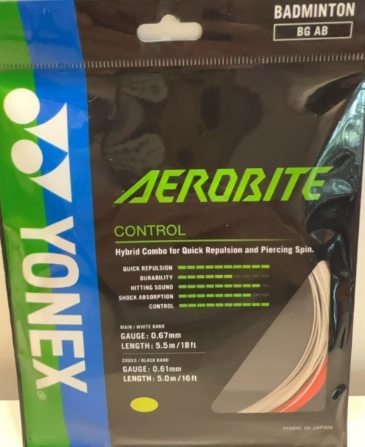 BADMINTON
BG AB
YONEX®
AEROBITE
CONTROL
Hybrid Combo for Quick Repulsion and Piercing Spin.
QUICK REPULSION
DURABILITY
HITTING SOUND
SHOCK ABSORPTION
CONTROL
MAIN / WHITE BAND
GAUGE: 0.67mm
LENGTH: 5.5m/18ft
CROSS / BLACK BAND
GAUGE: 0.61mm
LENGTH: 5.0m/16ft
MADE IN JAPAN